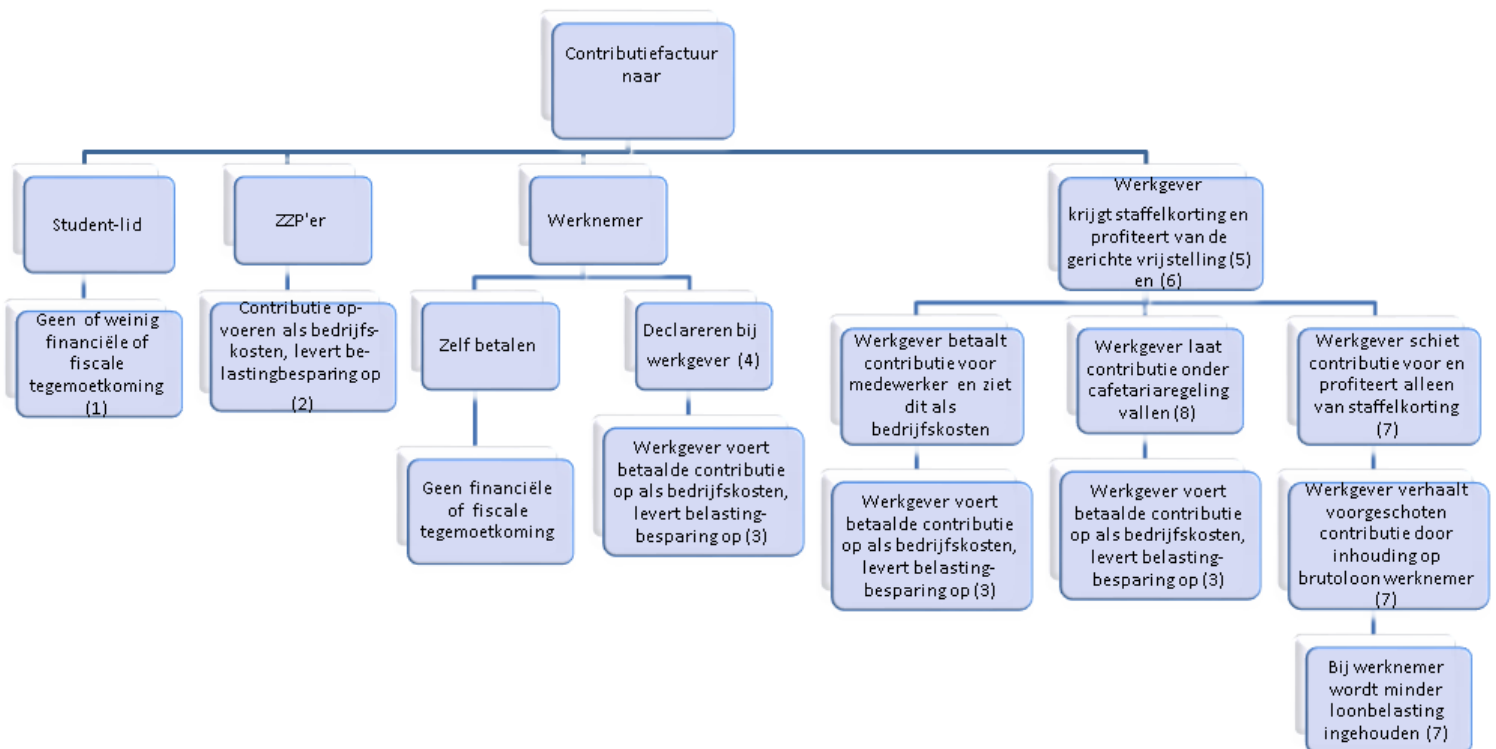 Contributiefactuur
naar
Student-lid
ZZP'er
Werknemer
Werkgever
krijgt staffelkorting en
profiteert van de
gerichte vrijstelling (5)
en (6)
Geen of weinig
financiële of
fiscale
tegemoetkoming
(1)
Contributie op-
voeren als bedrijfs-
kosten, levert be-
lastingbesparing op
(2)
Zelf betalen
Declareren bij
werkgever (4)
Werkgever betaalt
contributie voor
medewerker en ziet
dit als
bedrijfskosten
Werkgever laat
contributie onder
cafetariaregeling
vallen (8)
Werkgever schiet
contributie voor en
profiteert alleen
van staffelkorting
(7)
Geen financiële
of fiscale
tegemoetkoming
Werkgever voert
betaalde contributie
op als bedrijfskosten,
levert belasting-
besparing op (3)
Werkgever voert
betaalde contributie
op als bedrijfskosten,
levert belasting-
besparing op (3)
Werkgever voert
betaalde contributie
op als bedrijfskosten,
levert belasting-
besparing op (3)
Werkgever verhaalt
voorgeschoten
contributie door
inhouding op
brutoloon werknemer
(7)
Bij werknemer
wordt minder
loonbelasting
ingehouden (7)